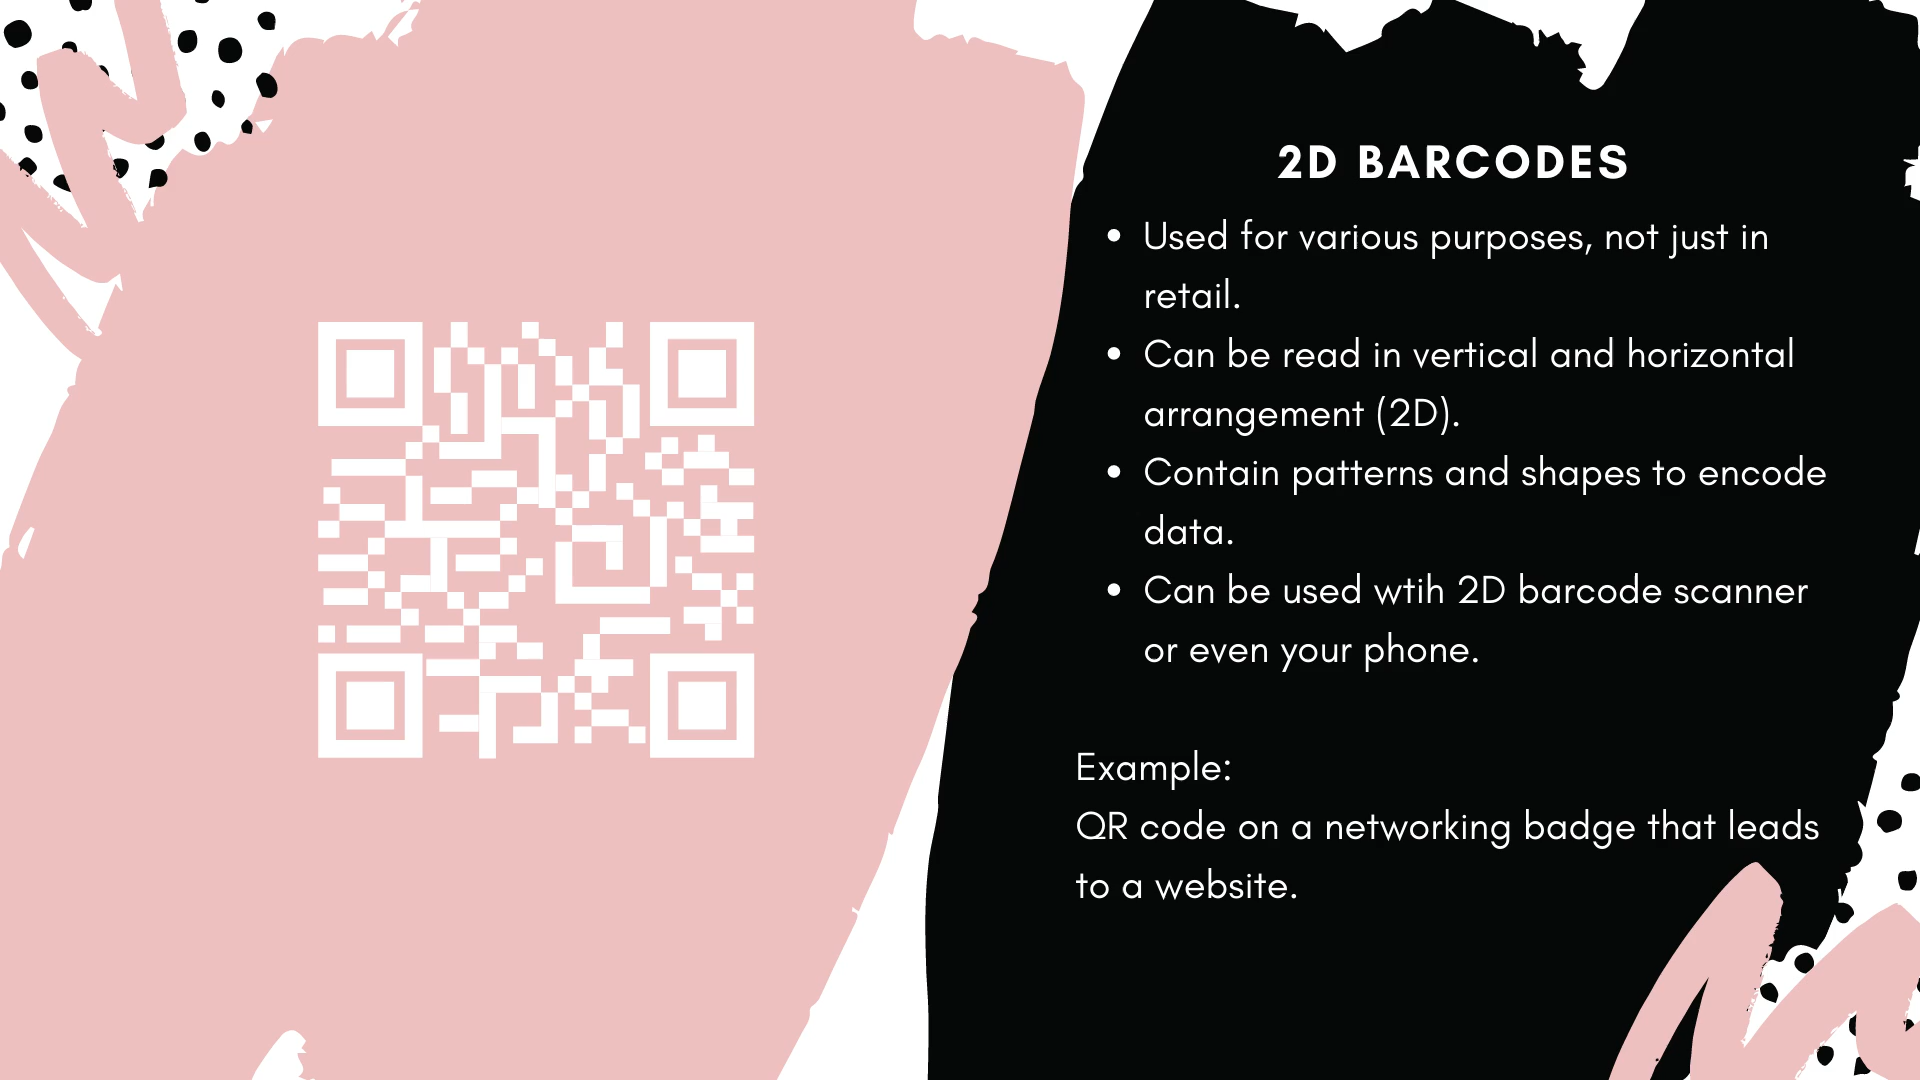 2D BARCODES
• Used for various purposes, not just in
retail.
• Can be read in vertical and horizontal
arrangement (2D).
• Contain patterns and shapes to encode
data.
• Can be used wtih 2D barcode scanner
or even your phone.
Example:
QR code on a networking badge that leads
to a website.